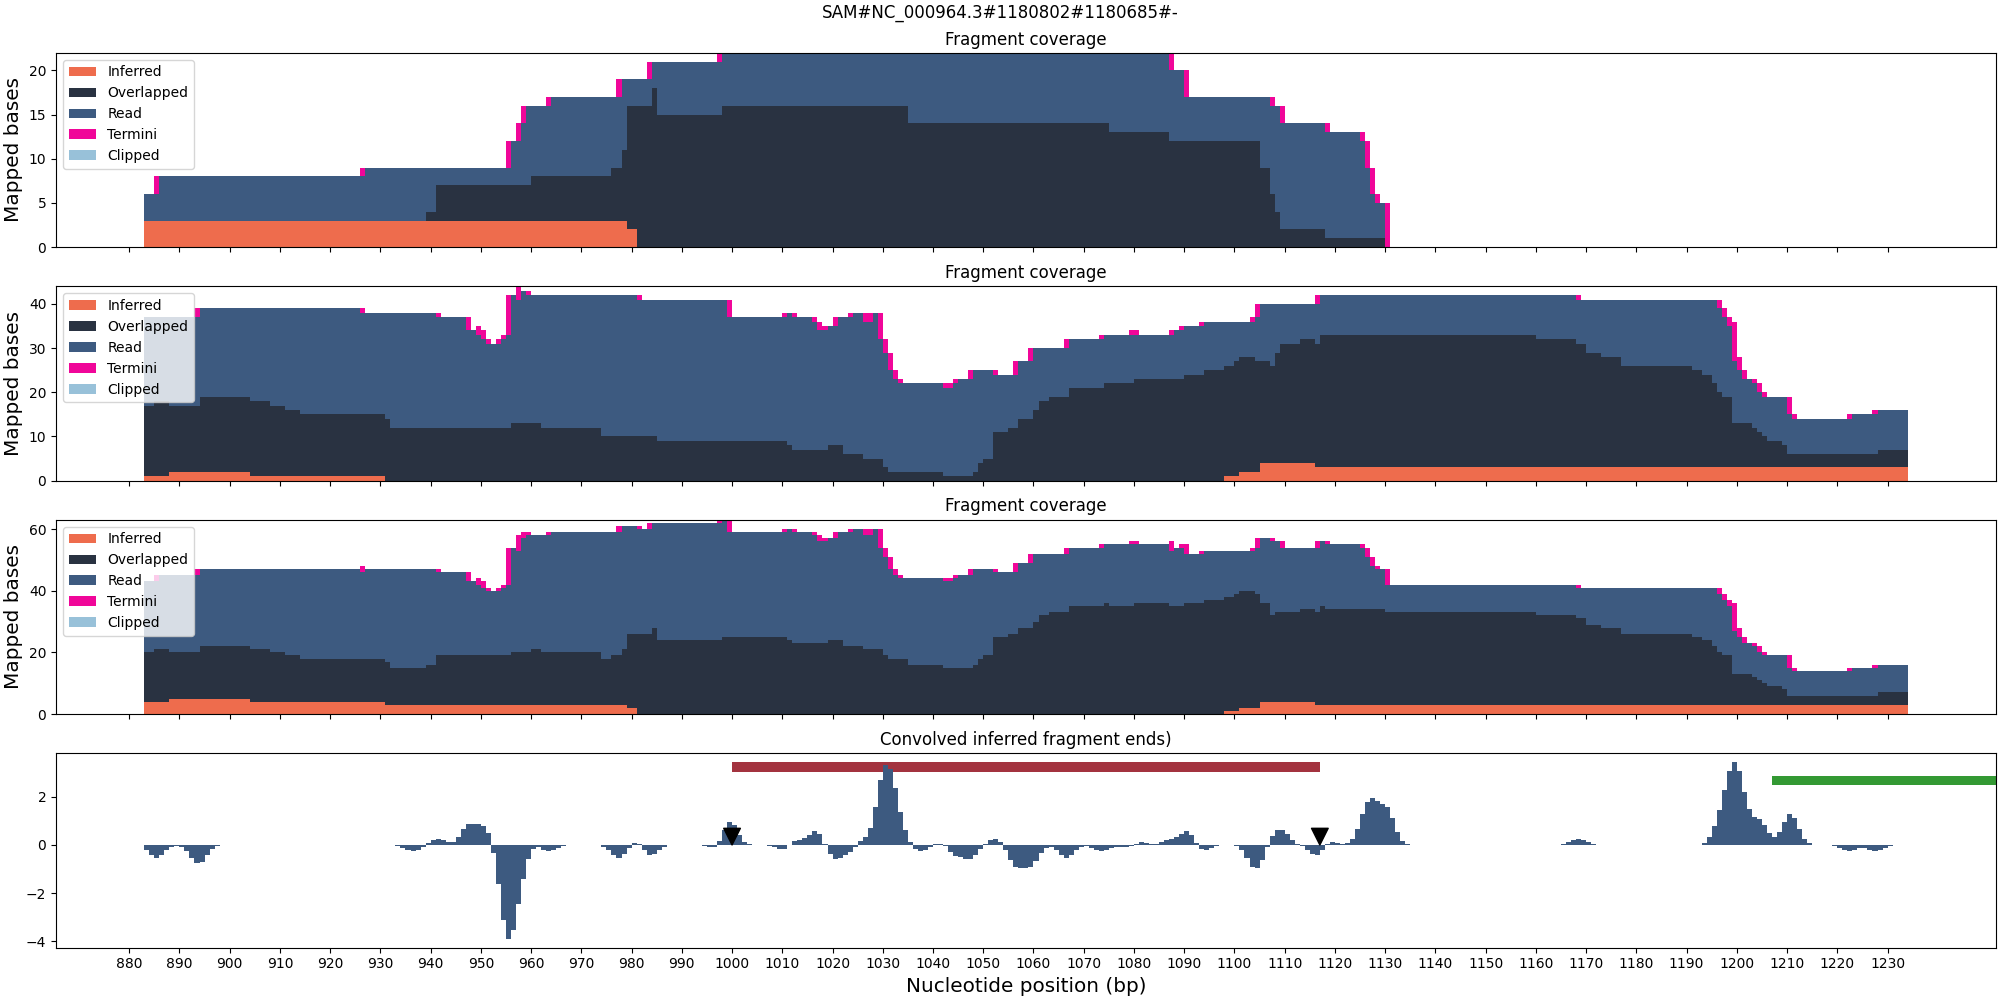 SAM#NC_000964.3#1180802#1180685#-
Fragment coverage
Mapped bases
20
15
10
5
0
Inferred
Overlapped
Read
Termini
Clipped
Fragment coverage
Mapped bases
40
30
20
10
0
Inferred
Overlapped
Read
Termini
Clipped
Fragment coverage
Mapped bases
60
40
20
0
Inferred
Overlapped
Read
Termini
Clipped
Convolved inferred fragment ends)
2
0
−2
−4
880 890 900 910 920 930 940 950 960 970 980 990 1000 1010 1020 1030 1040 1050 1060 1070 1080 1090 1100 1110 1120 1130 1140 1150 1160 1170 1180 1190 1200 1210 1220 1230
Nucleotide position (bp)